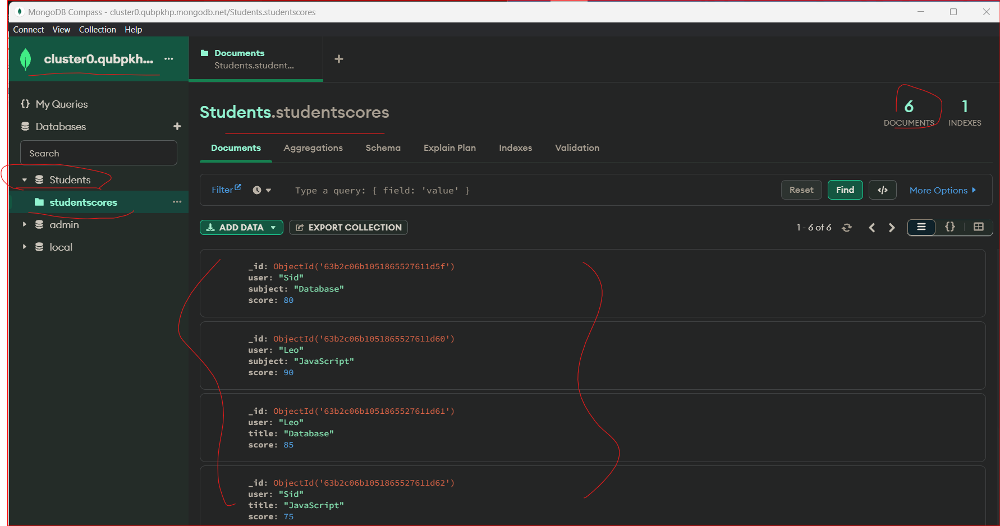 MongoDB Compass - cluster0.qubpkhp.mongodb.net/Students.studentscores
Connect View Collection Help
cluster0.qubpkh...
Documents
Students.student...
My Queries
Databases
Search
Students
studentscores
admin
local
Students.studentscores
6
DOCUMENTS
1
INDEXES
Documents Aggregations Schema Explain Plan Indexes Validation
Filter Type a query: { field: 'value' } Reset Find </> More Options
ADD DATA EXPORT COLLECTION 1 - 6 of 6 {}
_id: ObjectId('63b2c06b1051865527611d5f')
user: "Sid"
subject: "Database"
score: 80
_id: ObjectId('63b2c06b1051865527611d60')
user: "Leo"
subject: "JavaScript"
score: 90
_id: ObjectId('63b2c06b1051865527611d61')
user: "Leo"
title: "Database"
score: 85
_id: ObjectId('63b2c06b1051865527611d62')
user: "Sid"
title: "JavaScript"
score: 75